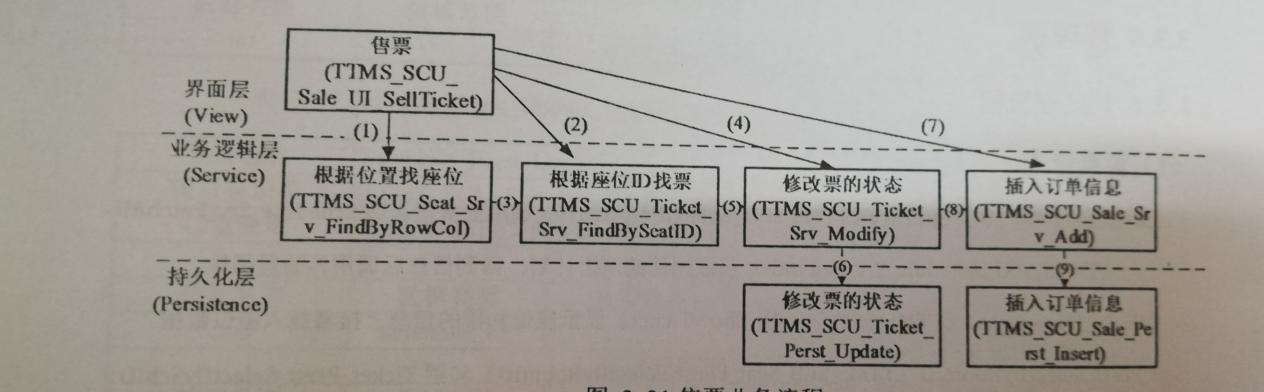 售票
(TTMS_SCU_
Sale_UI_SellTicket)
界面层
(View)
(1)
(2)
(4)
(7)
业务逻辑层
(Service)
根据位置找座位
(TTMS_SCU_Seat_Sr
v_FindByRowCol)
(3)
根据座位ID找票
(TTMS_SCU_Ticket_
Srv_FindBySeatID)
(5)
修改票的状态
(TTMS_SCU_Ticket_
Srv_Modify)
(8)
插入订单信息
(TTMS_SCU_Sale_Sr
v_Add)
(6)
(9)
持久化层
(Persistence)
修改票的状态
(TTMS_SCU_Ticket_
Perst_Update)
插入订单信息
(TTMS_SCU_Sale_Pe
rst_Insert)